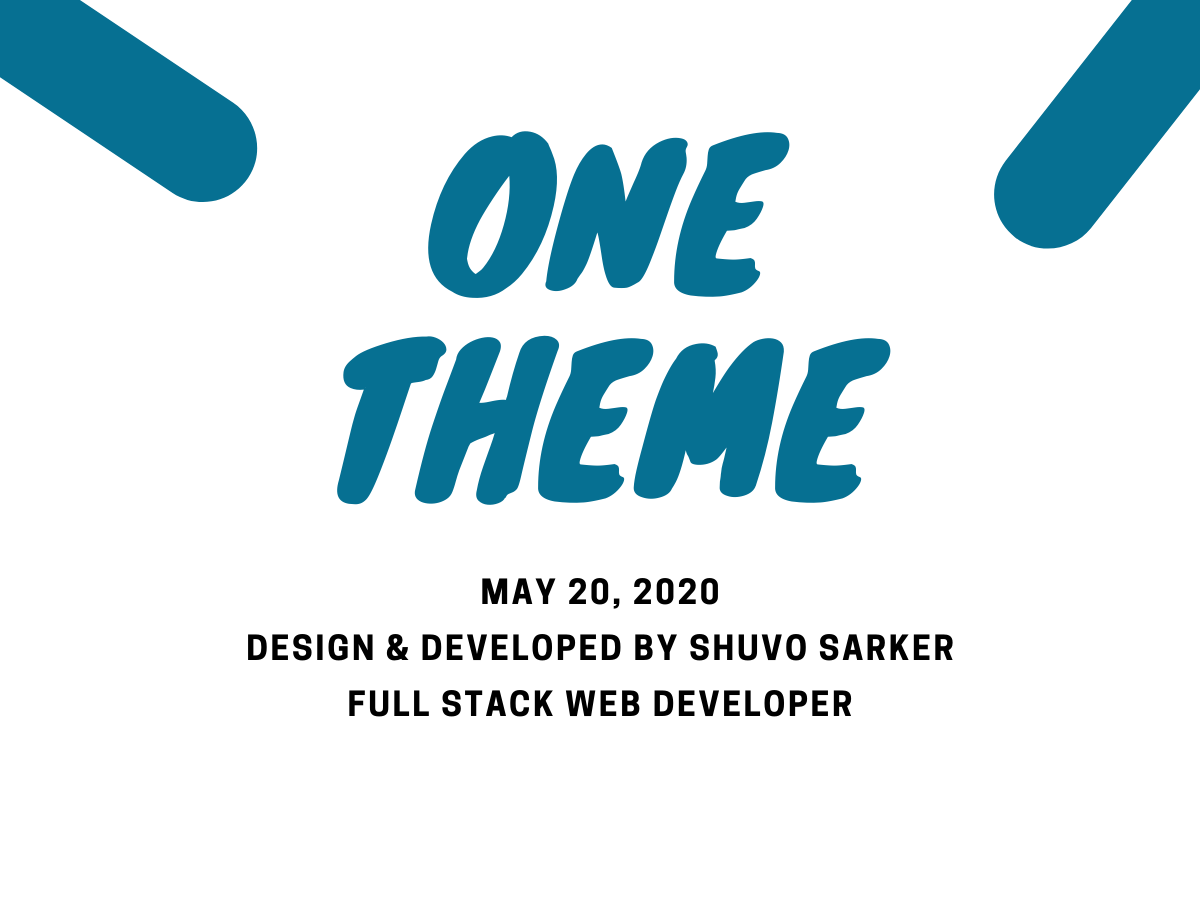 ONE
THEME
MAY 20, 2020
DESIGN & DEVELOPED BY SHUVO SARKER
FULL STACK WEB DEVELOPER